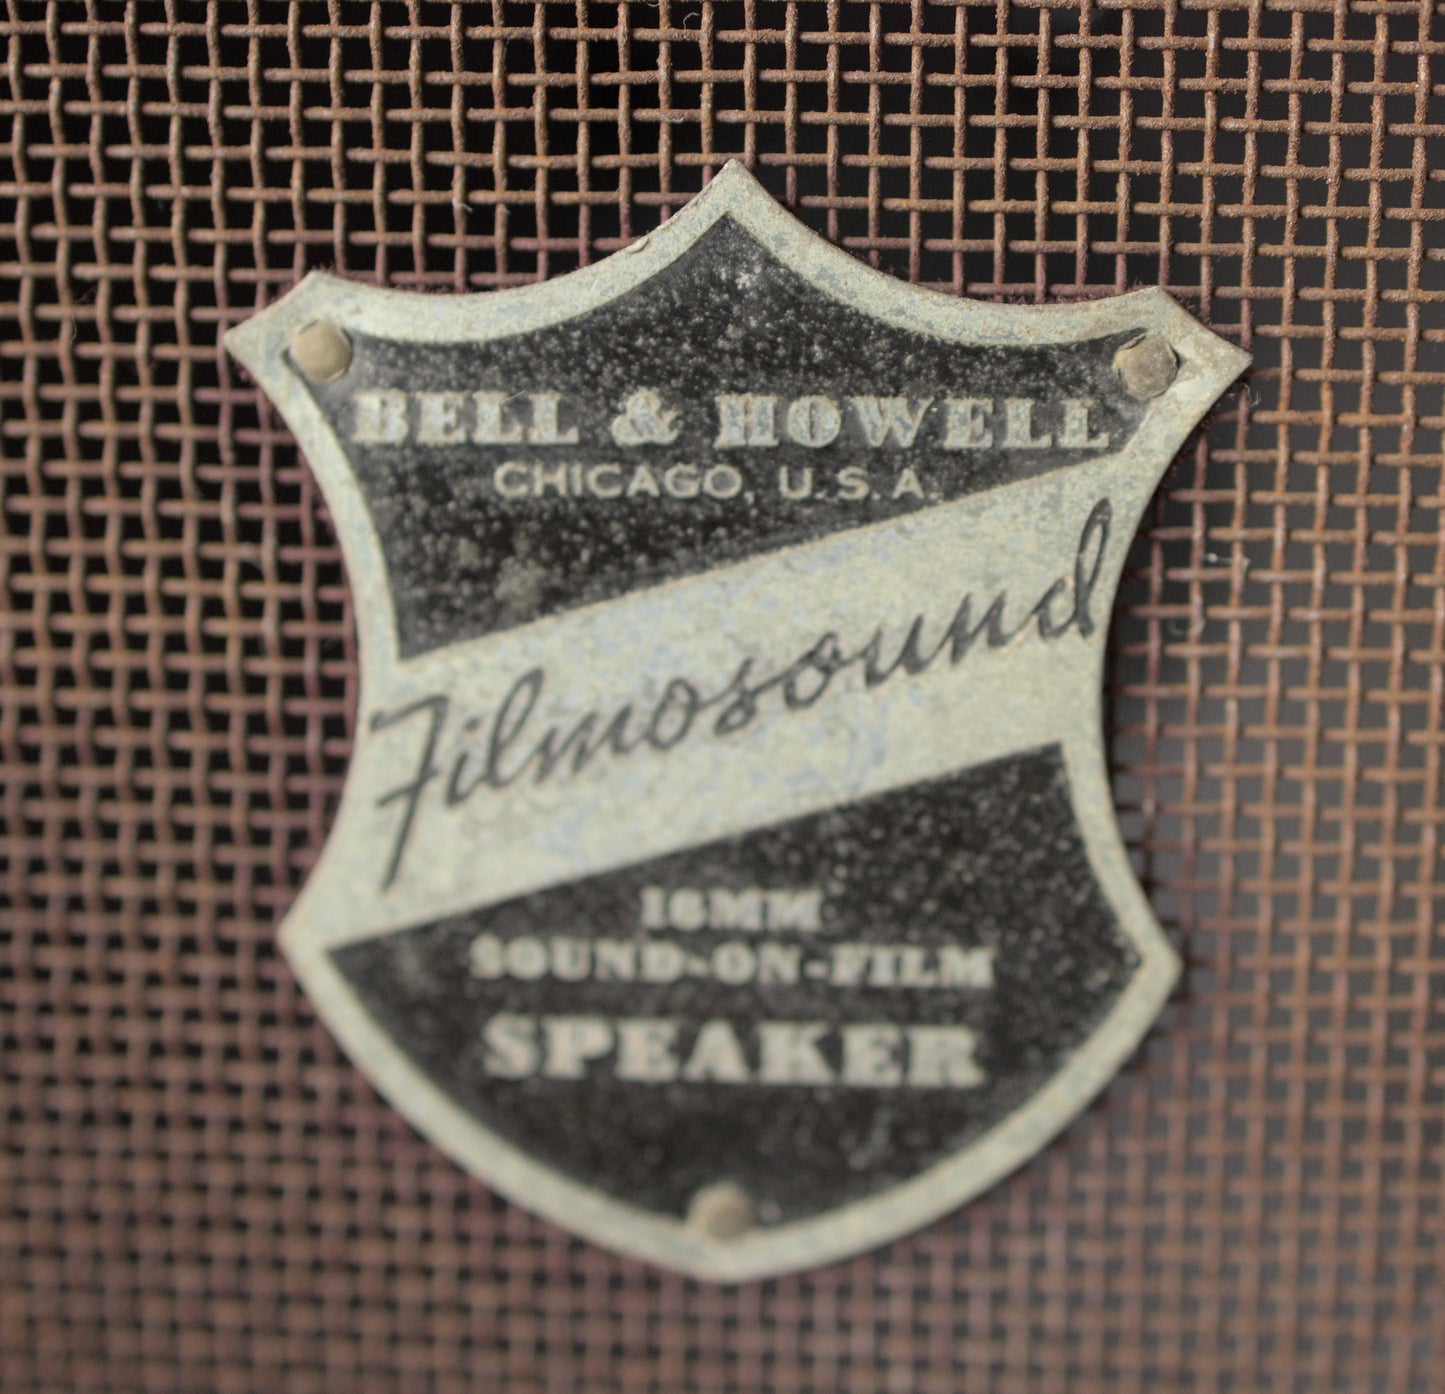 BELL & HOWELL
CHICAGO, U.S.A.
Filmosound
16MM
SOUND-ON-FILM
SPEAKER